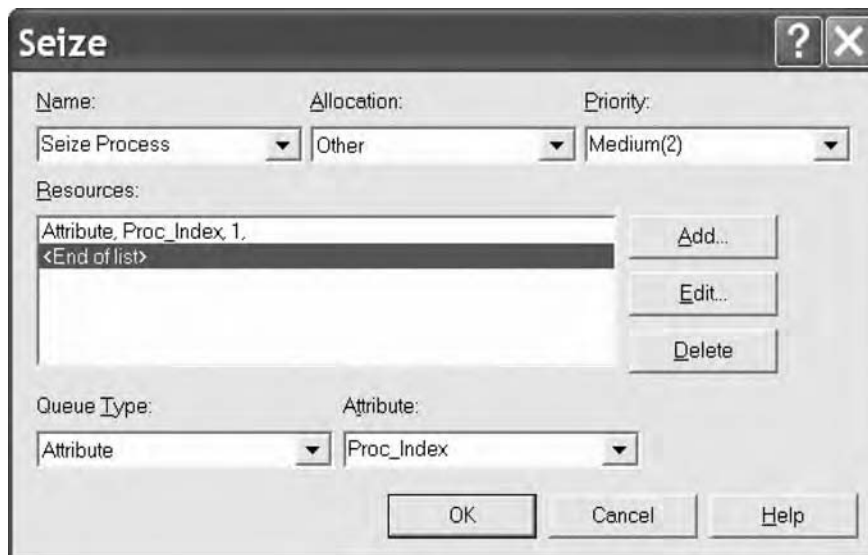 Seize
?
X
Name: Allocation: Priority:
Seize Process Other Medium(2)
Resources:
Attribute, Proc_Index, 1,
<End of list>
Add...
Edit...
Delete
Queue Type: Attribute:
Attribute Proc_Index
OK Cancel Help